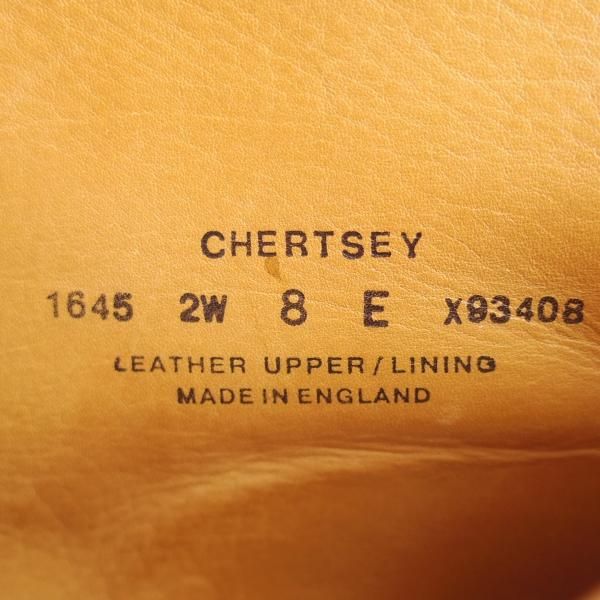 CHERTSEY
1645 2W 8 E X93408
LEATHER UPPER/LINING
MADE IN ENGLAND